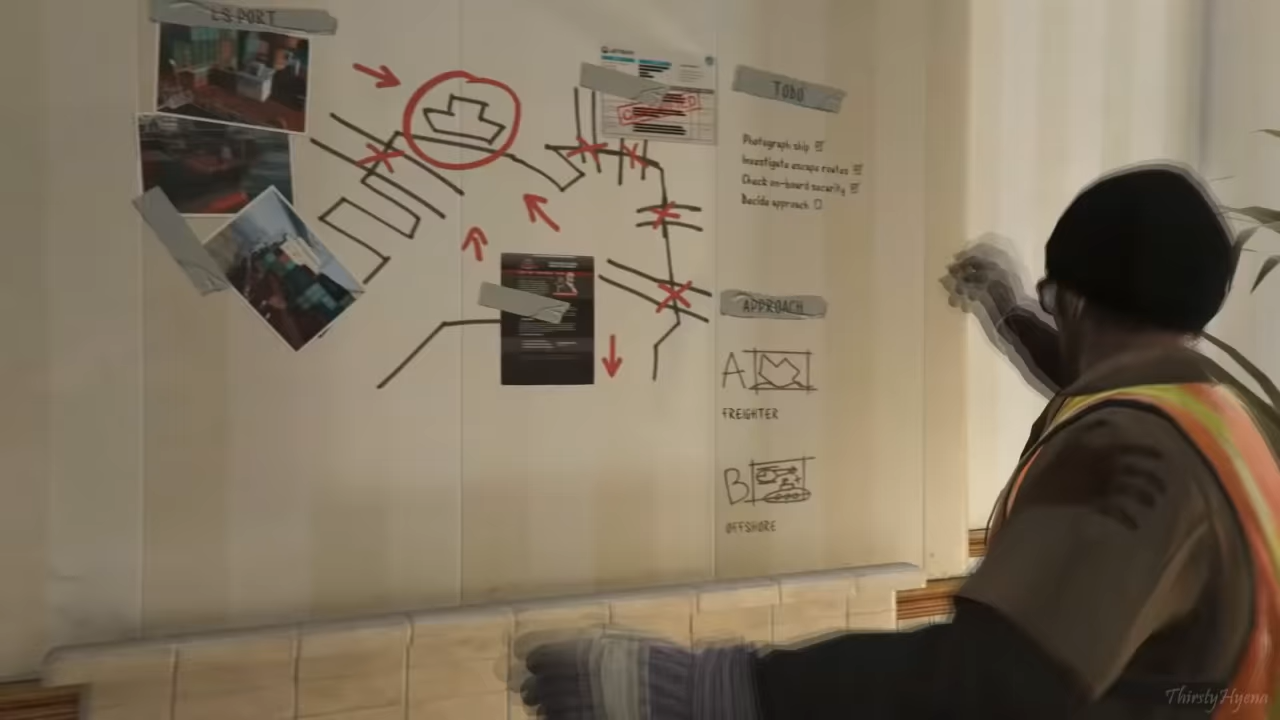 LS PORT
TODO
Photograph ship
Investigate escape routes
Check on-board security
Decide approach
APPROACH
A
FREIGHTER
B
OFFSHORE
ThirstyHyena